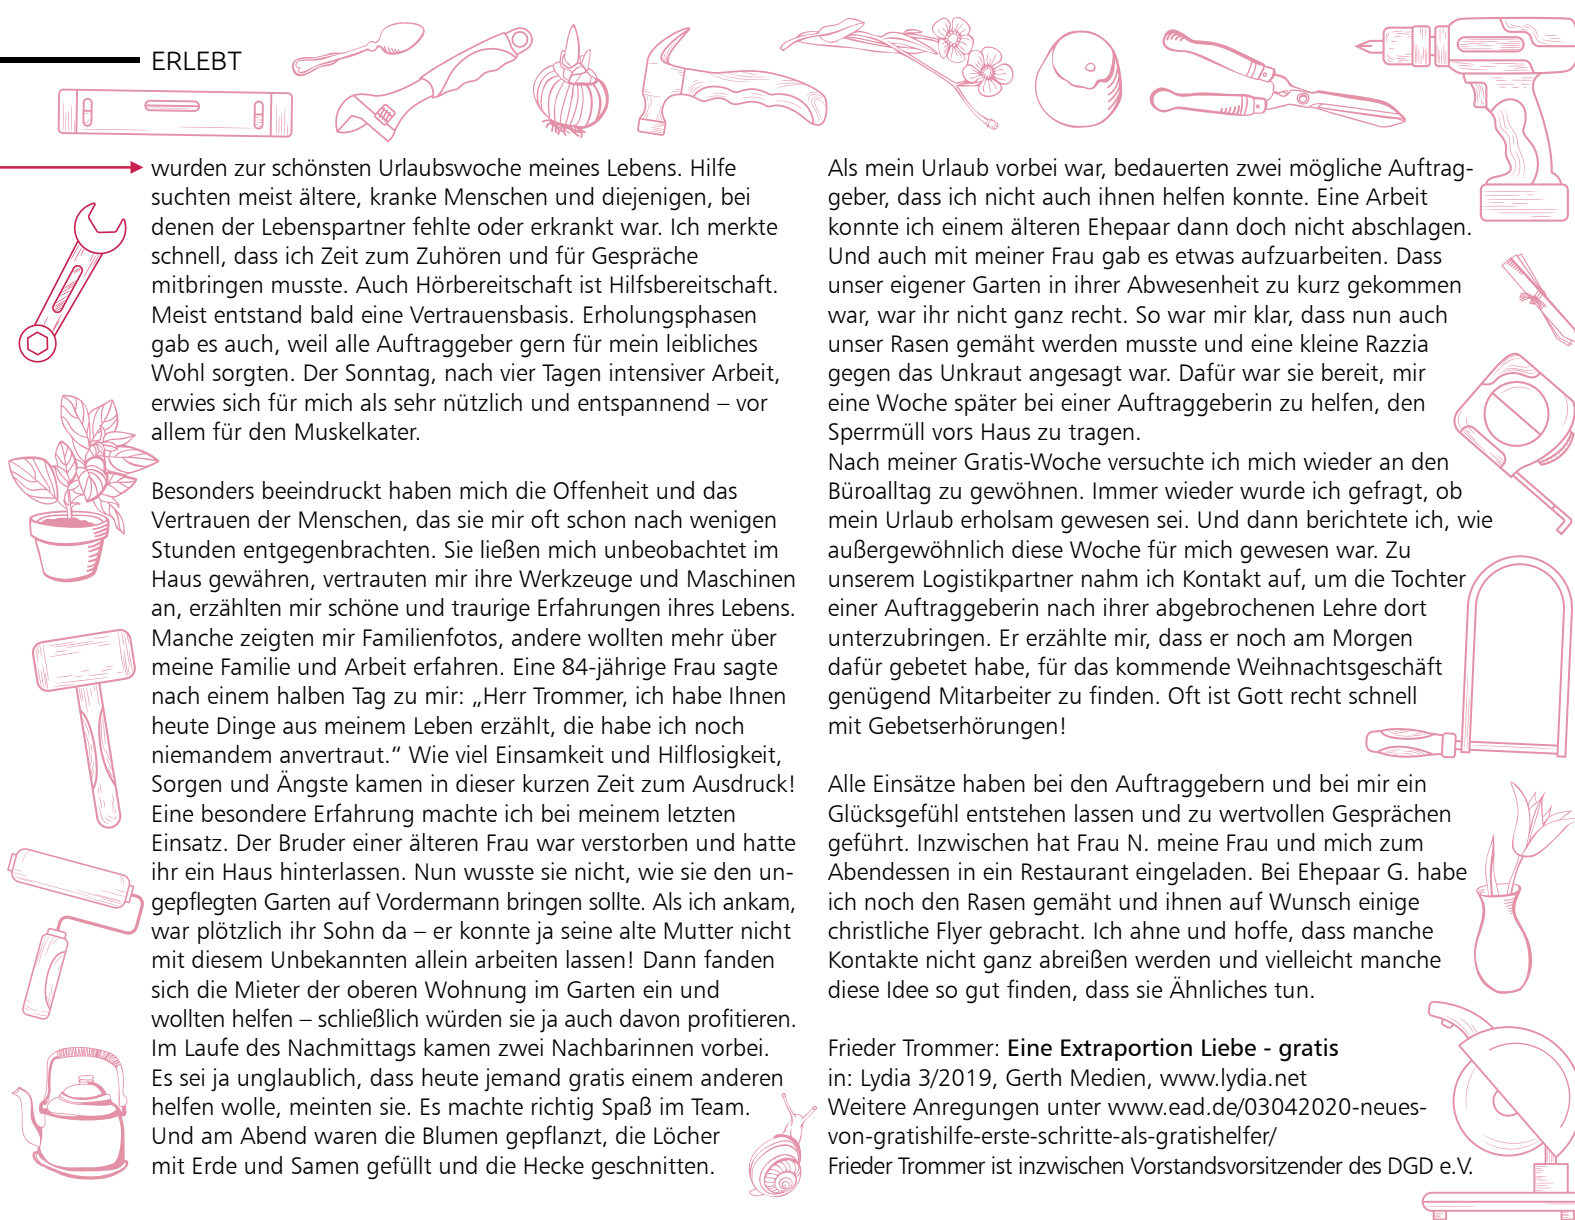 ERLEBT
wurden zur schönsten Urlaubswoche meines Lebens. Hilfe
suchten meist ältere, kranke Menschen und diejenigen, bei
denen der Lebenspartner fehlte oder erkrankt war. Ich merkte
schnell, dass ich Zeit zum Zuhören und für Gespräche
mitbringen musste. Auch Hörbereitschaft ist Hilfsbereitschaft.
Meist entstand bald eine Vertrauensbasis. Erholungsphasen
gab es auch, weil alle Auftraggeber gern für mein leibliches
Wohl sorgten. Der Sonntag, nach vier Tagen intensiver Arbeit,
erwies sich für mich als sehr nützlich und entspannend – vor
allem für den Muskelkater.
Besonders beeindruckt haben mich die Offenheit und das
Vertrauen der Menschen, das sie mir oft schon nach wenigen
Stunden entgegenbrachten. Sie ließen mich unbeobachtet im
Haus gewähren, vertrauten mir ihre Werkzeuge und Maschinen
an, erzählten mir schöne und traurige Erfahrungen ihres Lebens.
Manche zeigten mir Familienfotos, andere wollten mehr über
meine Familie und Arbeit erfahren. Eine 84-jährige Frau sagte
nach einem halben Tag zu mir: „Herr Trommer, ich habe Ihnen
heute Dinge aus meinem Leben erzählt, die habe ich noch
niemandem anvertraut.“ Wie viel Einsamkeit und Hilflosigkeit,
Sorgen und Ängste kamen in dieser kurzen Zeit zum Ausdruck!
Eine besondere Erfahrung machte ich bei meinem letzten
Einsatz. Der Bruder einer älteren Frau war verstorben und hatte
ihr ein Haus hinterlassen. Nun wusste sie nicht, wie sie den un-
gepflegten Garten auf Vordermann bringen sollte. Als ich ankam,
war plötzlich ihr Sohn da – er konnte ja seine alte Mutter nicht
mit diesem Unbekannten allein arbeiten lassen! Dann fanden
sich die Mieter der oberen Wohnung im Garten ein und
wollten helfen – schließlich würden sie ja auch davon profitieren.
Im Laufe des Nachmittags kamen zwei Nachbarinnen vorbei.
Es sei ja unglaublich, dass heute jemand gratis einem anderen
helfen wolle, meinten sie. Es machte richtig Spaß im Team.
Und am Abend waren die Blumen gepflanzt, die Löcher
mit Erde und Samen gefüllt und die Hecke geschnitten.
Als mein Urlaub vorbei war, bedauerten zwei mögliche Auftrag-
geber, dass ich nicht auch ihnen helfen konnte. Eine Arbeit
konnte ich einem älteren Ehepaar dann doch nicht abschlagen.
Und auch mit meiner Frau gab es etwas aufzuarbeiten. Dass
unser eigener Garten in ihrer Abwesenheit zu kurz gekommen
war, war ihr nicht ganz recht. So war mir klar, dass nun auch
unser Rasen gemäht werden musste und eine kleine Razzia
gegen das Unkraut angesagt war. Dafür war sie bereit, mir
eine Woche später bei einer Auftraggeberin zu helfen, den
Sperrmüll vors Haus zu tragen.
Nach meiner Gratis-Woche versuchte ich mich wieder an den
Büroalltag zu gewöhnen. Immer wieder wurde ich gefragt, ob
mein Urlaub erholsam gewesen sei. Und dann berichtete ich, wie
außergewöhnlich diese Woche für mich gewesen war. Zu
unserem Logistikpartner nahm ich Kontakt auf, um die Tochter
einer Auftraggeberin nach ihrer abgebrochenen Lehre dort
unterzubringen. Er erzählte mir, dass er noch am Morgen
dafür gebetet habe, für das kommende Weihnachtsgeschäft
genügend Mitarbeiter zu finden. Oft ist Gott recht schnell
mit Gebetserhörungen!
Alle Einsätze haben bei den Auftraggebern und bei mir ein
Glücksgefühl entstehen lassen und zu wertvollen Gesprächen
geführt. Inzwischen hat Frau N. meine Frau und mich zum
Abendessen in ein Restaurant eingeladen. Bei Ehepaar G. habe
ich noch den Rasen gemäht und ihnen auf Wunsch einige
christliche Flyer gebracht. Ich ahne und hoffe, dass manche
Kontakte nicht ganz abreißen werden und vielleicht manche
diese Idee so gut finden, dass sie Ähnliches tun.
Frieder Trommer: Eine Extraportion Liebe - gratis
in: Lydia 3/2019, Gerth Medien, www.lydia.net
Weitere Anregungen unter www.ead.de/03042020-neues-
von-gratishilfe-erste-schritte-als-gratishelfer/
Frieder Trommer ist inzwischen Vorstandsvorsitzender des DGD e.V.